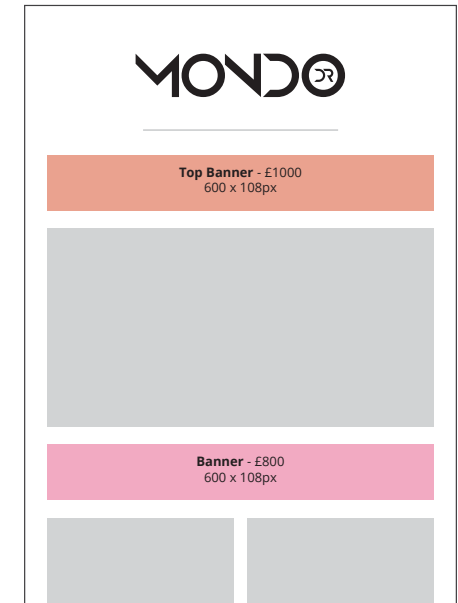 MONDO
DR
Top Banner - £1000
600 x 108px
Banner - £800
600 x 108px